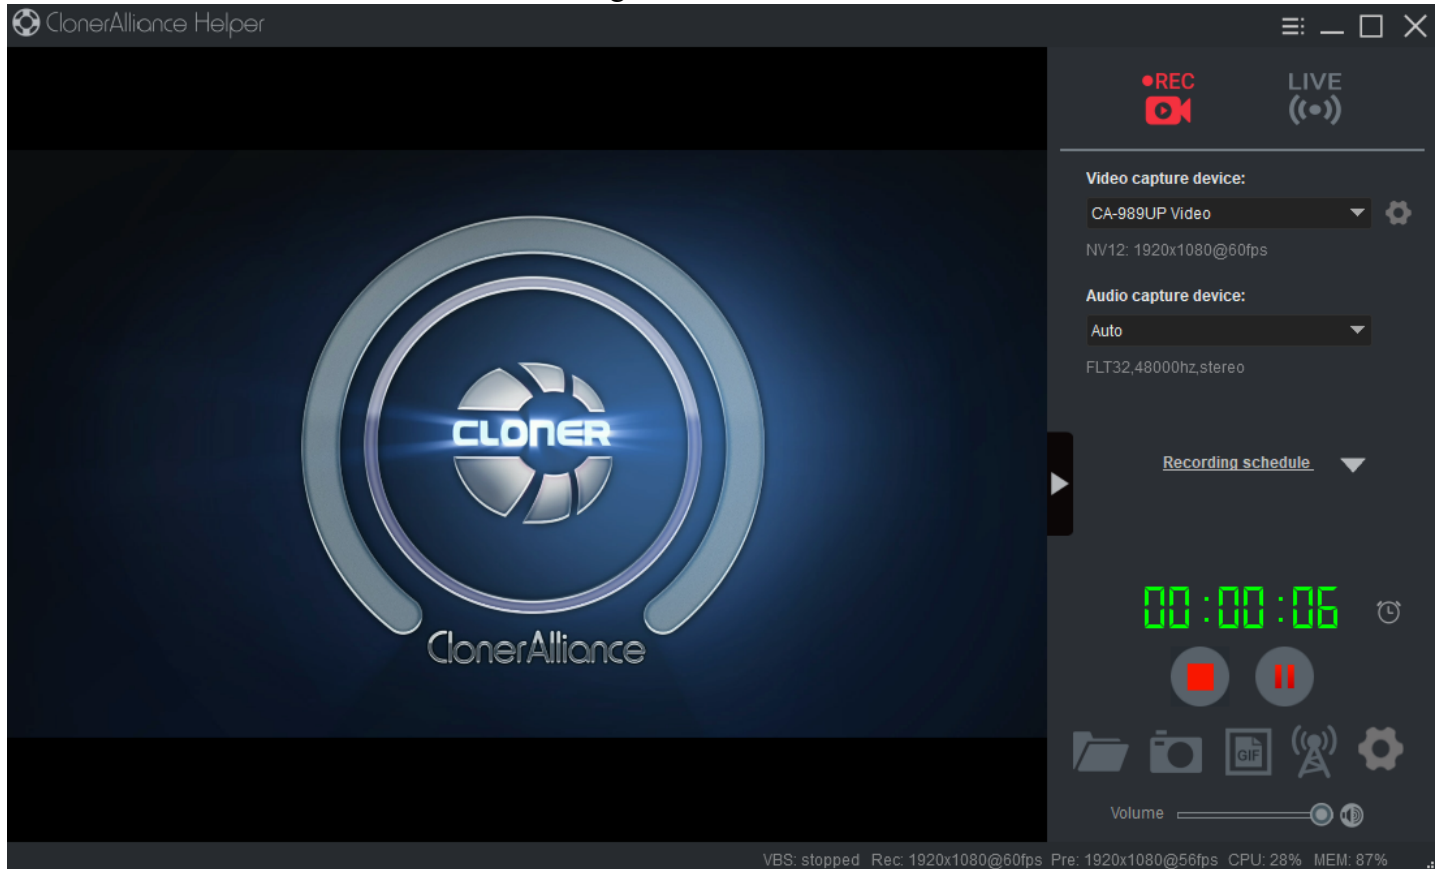 ClonerAlliance Helper
REC LIVE
Video capture device:
CA-989UP Video
NV12: 1920x1080@60fps
Audio capture device:
Auto
FLT32,48000hz,stereo
CLONER
Recording schedule
00:00:06
ClonerAlliance
GIF
Volume
VBS: stopped Rec: 1920x1080@60fps Pre: 1920x1080@56fps CPU: 28% MEM: 87%